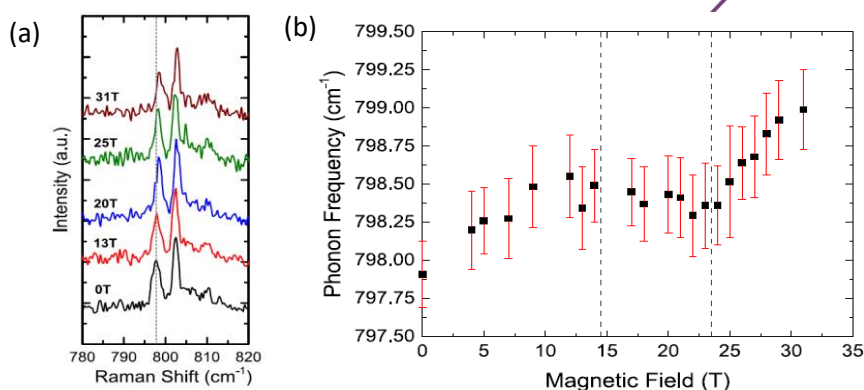 (a)
Intensity (a.u.)
31T
25T
20T
13T
0T
780 790 800 810 820
Raman Shift (cm-1)
(b)
Phonon Frequency (cm-1)
799.50
799.25
799.00
798.75
798.50
798.25
798.00
797.75
797.50
0 5 10 15 20 25 30 35
Magnetic Field (T)